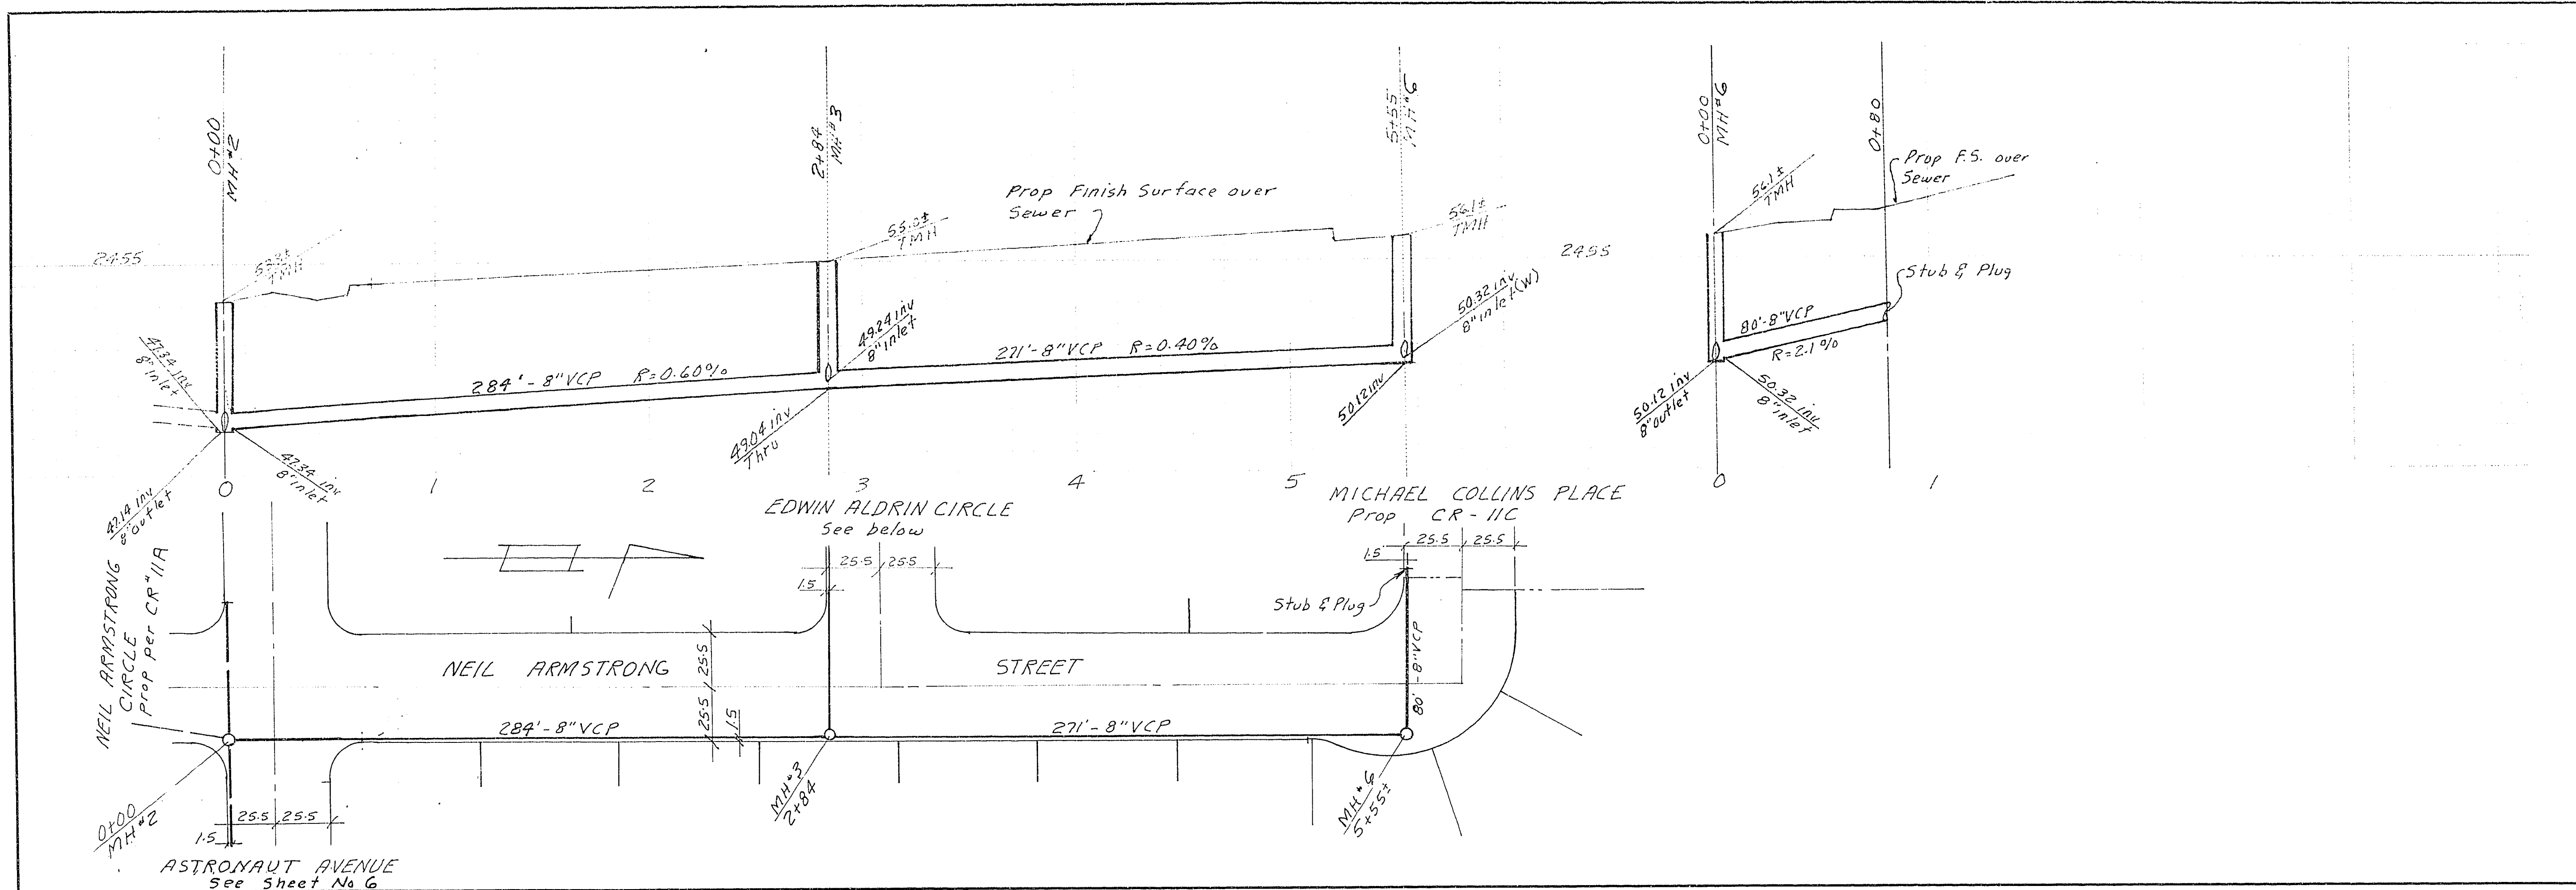 0+00
MH#2
2+84
MH#3
5+55
MH#6
0+00
MH#6
0+80
Prop F.S. over
Sewer
Prop Finish Surface over
Sewer
55.0±
TMH
56.1±
TMH
56.1±
TMH
TMH
2455
2455
Stub & Plug
47.34 inv
8"inlet
284'-8"VCP R=0.60%
49.24 inv
8"inlet
271'-8"VCP R=0.40%
50.32 inv
8"inlet(W)
80'-8"VCP
R=2.1%
47.14 inv
8"outlet
47.34 inv
8"inlet
49.04 inv
Thru
50.12 inv
50.12 inv
8"outlet
50.32 inv
8"inlet
0
1
2
3
4
5
0
1
EDWIN ALDRIN CIRCLE
See below
MICHAEL COLLINS PLACE
Prop CR-11C
NEIL ARMSTRONG
CIRCLE
Prop per CR"11A
25.5
25.5
1.5
25.5
25.5
1.5
Stub & Plug
NEIL ARMSTRONG STREET
25.5
25.5
1.5
80'-8"VCP
284'-8"VCP
271'-8"VCP
0+00
MH#2
MH#3
2+84
MH#6
5+55±
25.5
25.5
1.5
ASTRONAUT AVENUE
See Sheet No 6